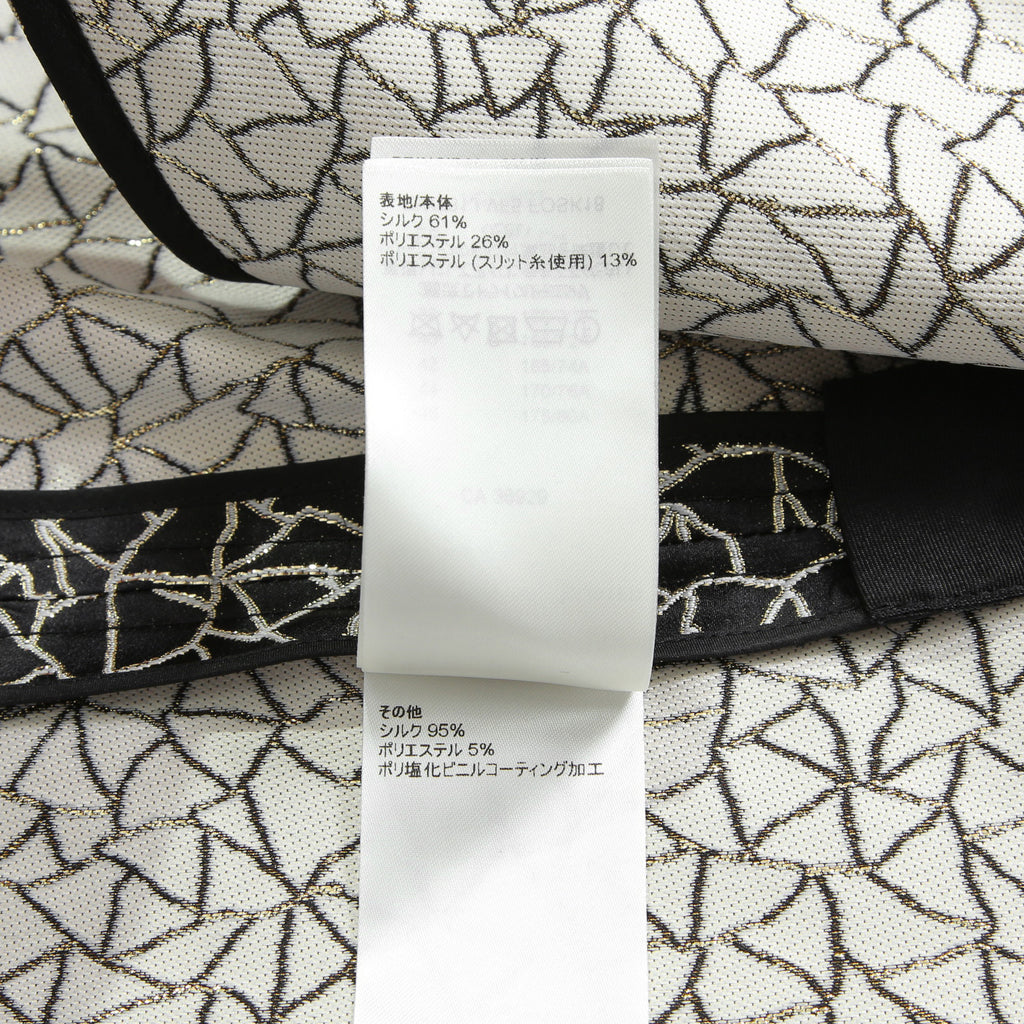 表地/本体
シルク 61%
ポリエステル 26%
ポリエステル (スリット糸使用) 13%
その他
シルク 95%
ポリエステル 5%
ポリ塩化ビニルコーティング加工